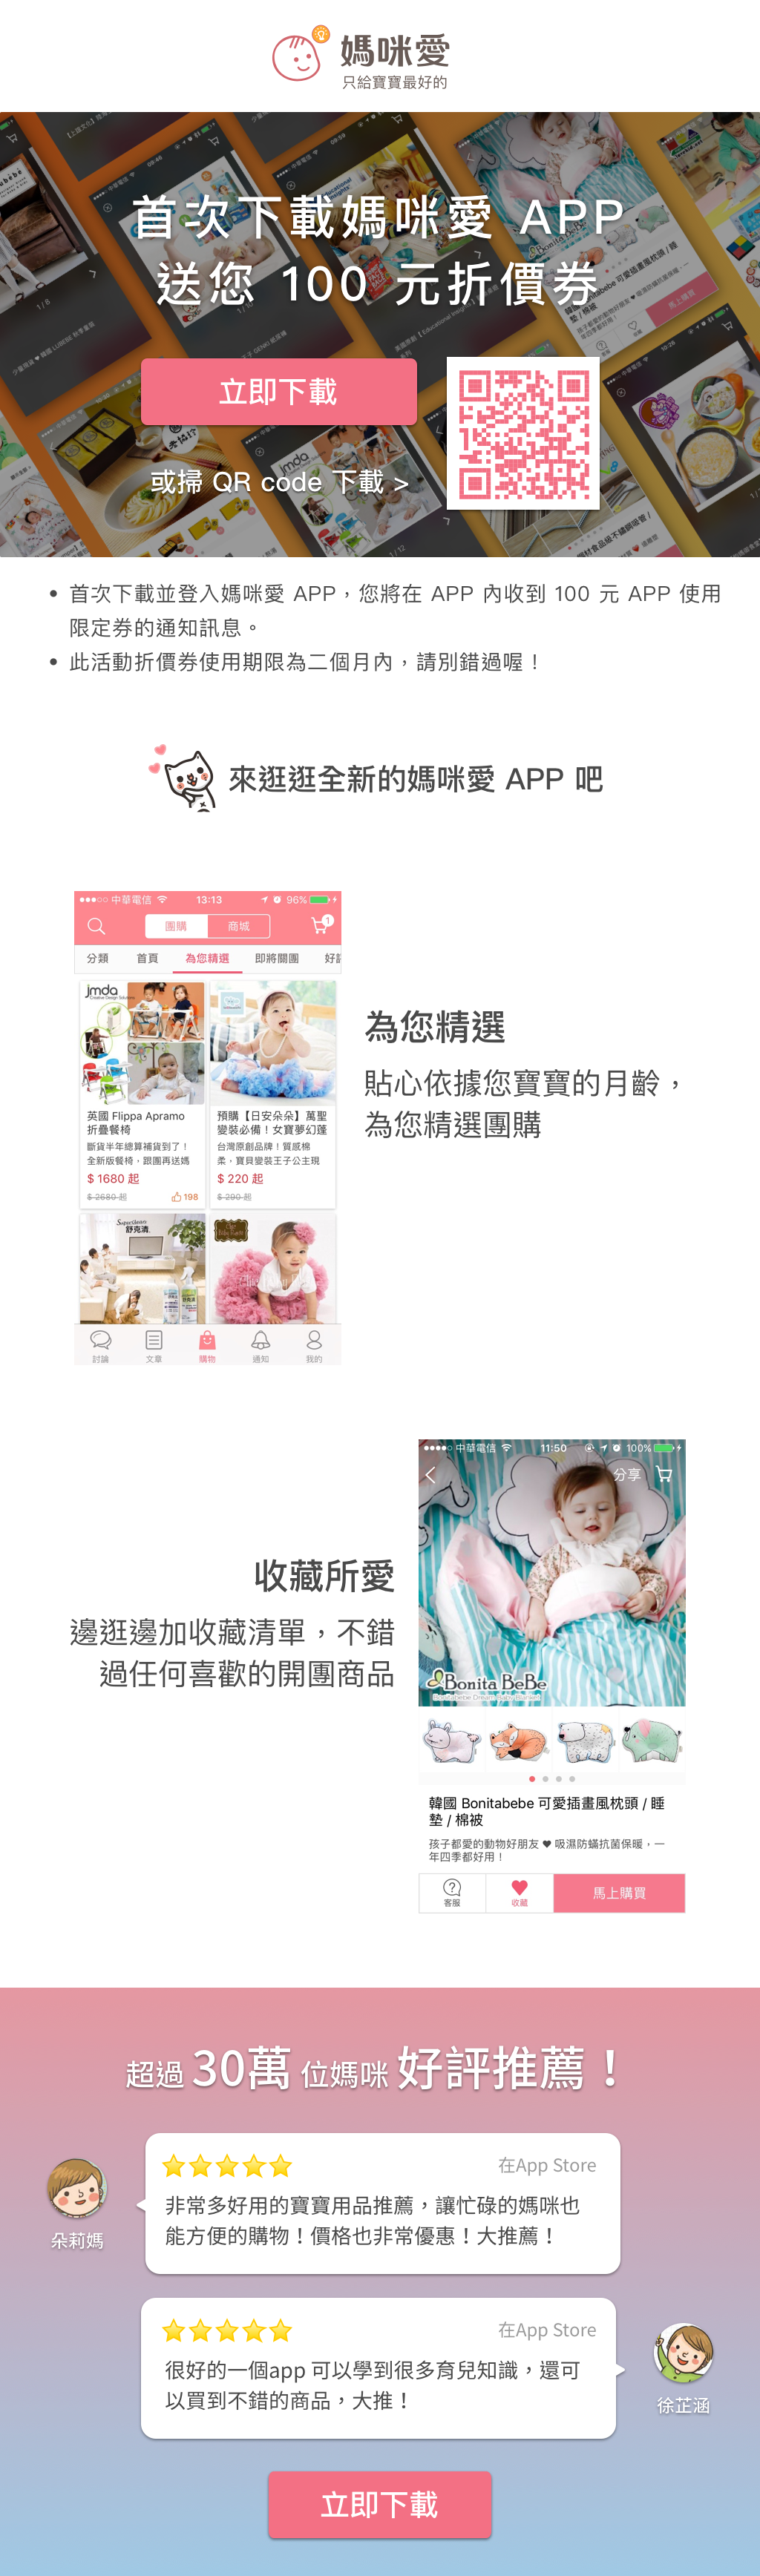 媽咪愛
只給寶寶最好的
首次下載媽咪愛 APP
送您 100 元折價券
立即下載
或掃 QR code 下載 >
• 首次下載並登入媽咪愛 APP，您將在 APP 內收到 100 元 APP 使用
限定券的通知訊息。
• 此活動折價券使用期限為二個月內，請別錯過喔！
來逛逛全新的媽咪愛 APP 吧
中華電信 13:13 96%
團購 商城 1
分類 首頁 為您精選 即將關團
jmda
Creative Design Solutions
英國 Flippa Apramo
折疊餐椅
斷貨半年總算補貨到了！
全新版餐椅，跟團再送媽
$ 1680 起
$ 2680 起 198
預購【日安朵朵】萬聖
變裝必備！女寶夢幻蓬
台灣原創品牌！質感棉
柔，寶貝變裝王子公主現
$ 220 起
$ 290 起
SuperClean
舒克清
討論 文章 購物 通知 我的
為您精選
貼心依據您寶寶的月齡，
為您精選團購
收藏所愛
邊逛邊加收藏清單，不錯
過任何喜歡的開團商品
中華電信 11:50 100%
分享
Bonita BeBe
Bonitabebe Dream Baby Blanket
韓國 Bonitabebe 可愛插畫風枕頭 / 睡
墊 / 棉被
孩子都愛的動物好朋友 ♥ 吸濕防蟎抗菌保暖，一
年四季都好用！
客服 收藏 馬上購買
超過 30萬 位媽咪 好評推薦！
在App Store
非常多好用的寶寶用品推薦，讓忙碌的媽咪也
能方便的購物！價格也非常優惠！大推薦！
朵莉媽
在App Store
很好的一個app 可以學到很多育兒知識，還可
以買到不錯的商品，大推！
徐芷涵
立即下載